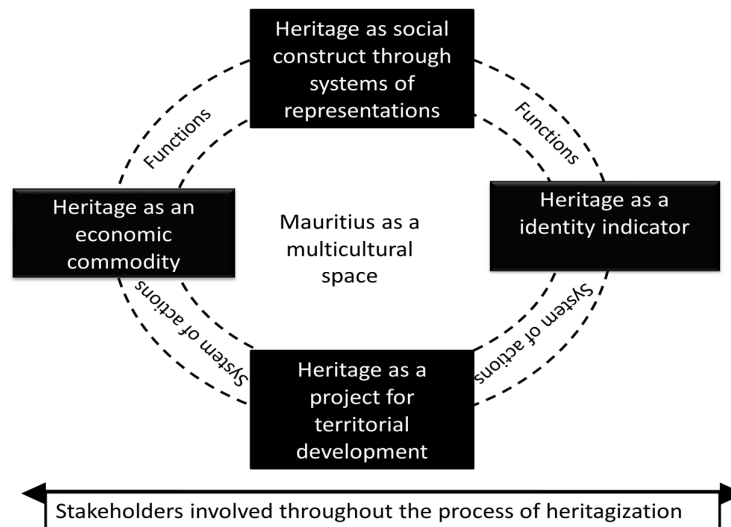 Heritage as social
construct through
systems of
representations
Functions
Functions
Heritage as an
economic
commodity
Mauritius as a
multicultural
space
Heritage as a
identity indicator
System of actions
System of actions
Heritage as a
project for
territorial
development
Stakeholders involved throughout the process of heritagization